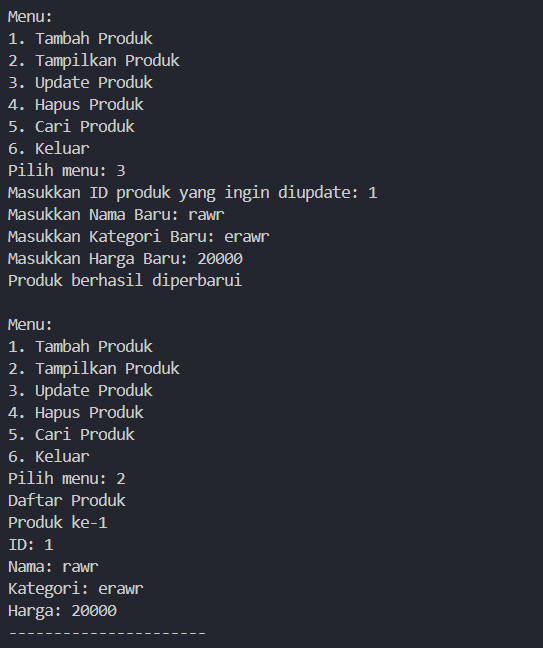 Menu:
1. Tambah Produk
2. Tampilkan Produk
3. Update Produk
4. Hapus Produk
5. Cari Produk
6. Keluar
Pilih menu: 3
Masukkan ID produk yang ingin diupdate: 1
Masukkan Nama Baru: rawr
Masukkan Kategori Baru: erawr
Masukkan Harga Baru: 20000
Produk berhasil diperbarui

Menu:
1. Tambah Produk
2. Tampilkan Produk
3. Update Produk
4. Hapus Produk
5. Cari Produk
6. Keluar
Pilih menu: 2
Daftar Produk
Produk ke-1
ID: 1
Nama: rawr
Kategori: erawr
Harga: 20000
----------------------